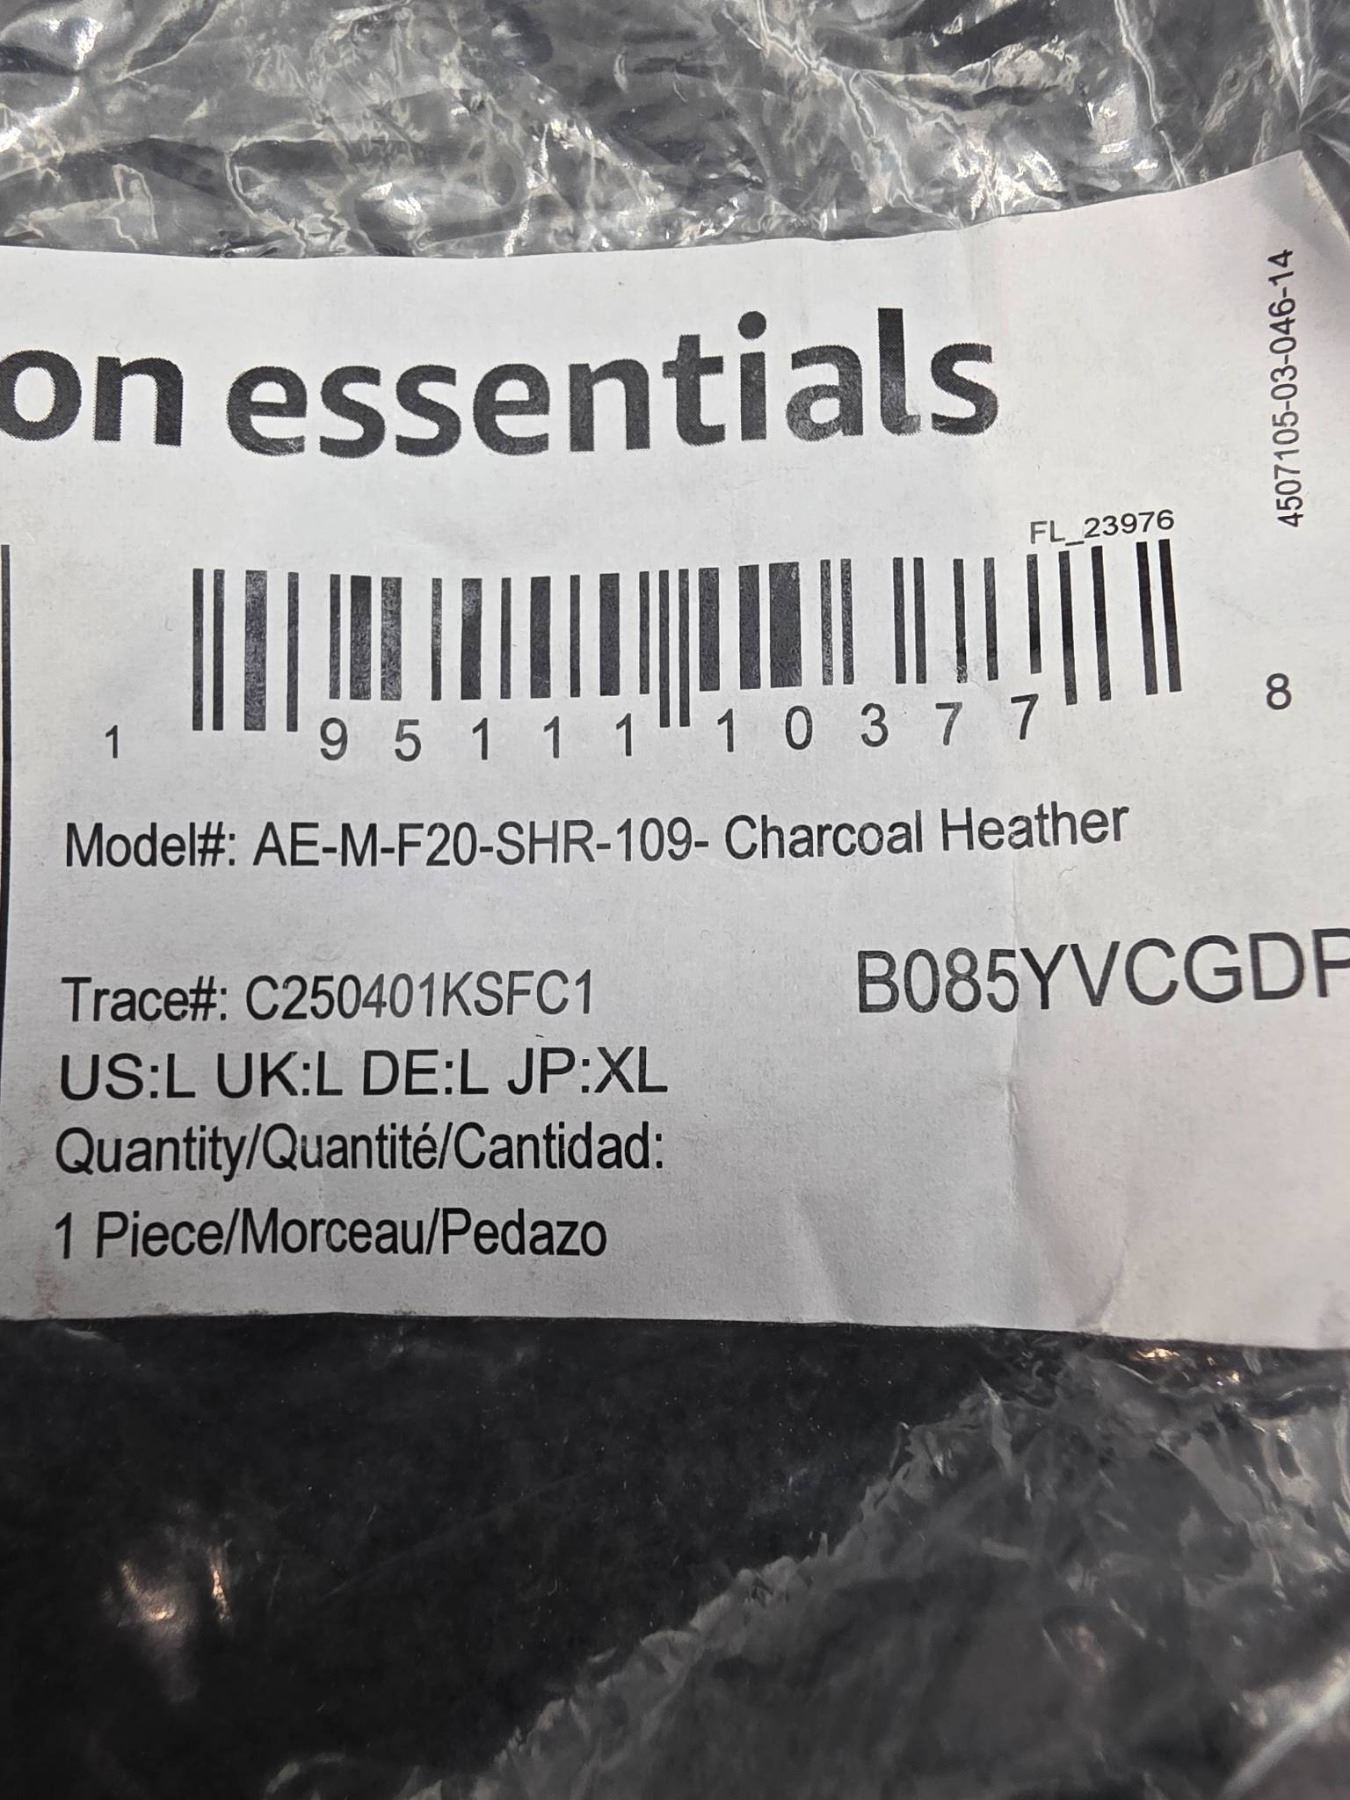 on essentials
4507105-03-046-14
FL_23976
1 95111 10377 8
Model#: AE-M-F20-SHR-109- Charcoal Heather
B085YVCGDP
Trace#: C250401KSFC1
US:L UK:L DE:L JP:XL
Quantity/Quantité/Cantidad:
1 Piece/Morceau/Pedazo